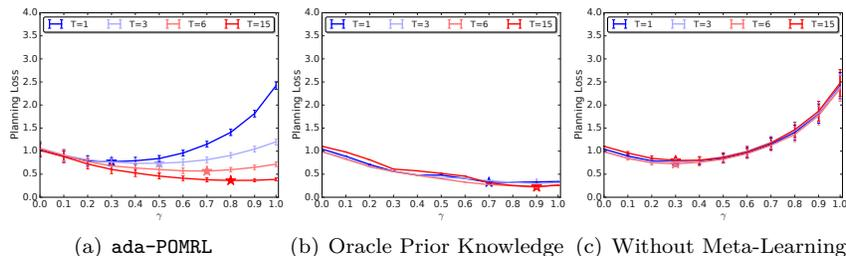 4.0 4.0 4.0
T=1 T=3 T=6 T=15 T=1 T=3 T=6 T=15 T=1 T=3 T=6 T=15
3.5 3.5 3.5
3.0 3.0 3.0
2.5 2.5 2.5
2.0 2.0 2.0
1.5 1.5 1.5
1.0 1.0 1.0
0.5 0.5 0.5
0.0 0.0 0.0
Planning Loss Planning Loss Planning Loss
0.0 0.1 0.2 0.3 0.4 0.5 0.6 0.7 0.8 0.9 1.0 0.0 0.1 0.2 0.3 0.4 0.5 0.6 0.7 0.8 0.9 1.0 0.0 0.1 0.2 0.3 0.4 0.5 0.6 0.7 0.8 0.9 1.0
γ γ γ
(a) ada-POMRL (b) Oracle Prior Knowledge (c) Without Meta-Learning